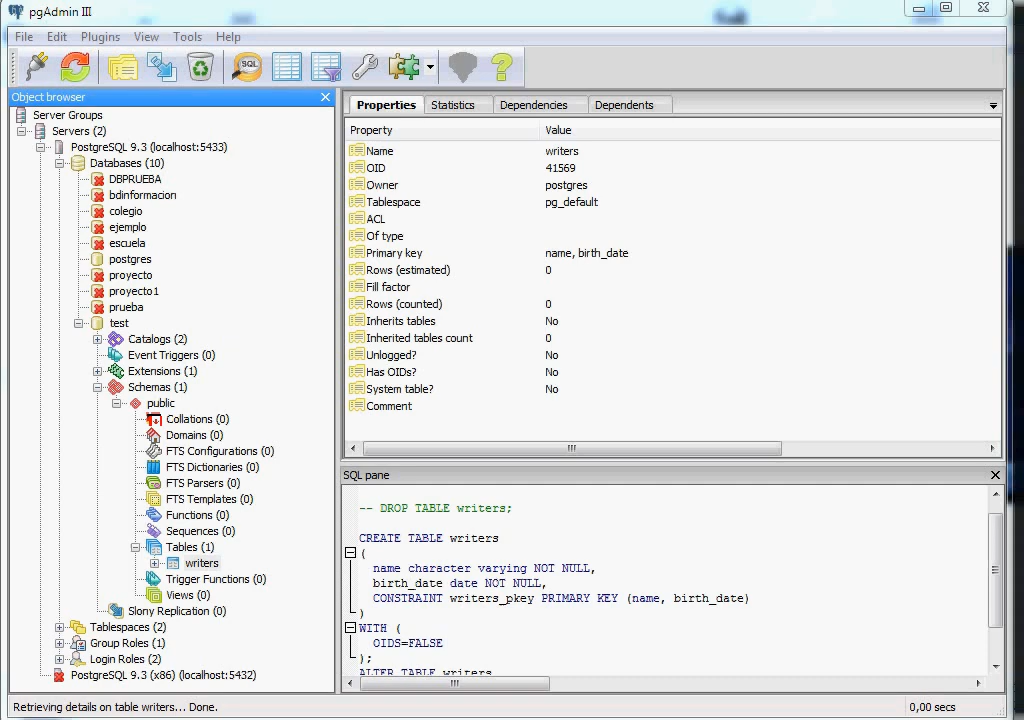 pgAdmin III
File Edit Plugins View Tools Help
SQL
Object browser
Server Groups
Servers (2)
PostgreSQL 9.3 (localhost:5433)
Databases (10)
DBPRUEBA
bdinformacion
colegio
ejemplo
escuela
postgres
proyecto
proyecto1
prueba
test
Catalogs (2)
Event Triggers (0)
Extensions (1)
Schemas (1)
public
Collations (0)
Domains (0)
FTS Configurations (0)
FTS Dictionaries (0)
FTS Parsers (0)
FTS Templates (0)
Functions (0)
Sequences (0)
Tables (1)
writers
Trigger Functions (0)
Views (0)
Slony Replication (0)
Tablespaces (2)
Group Roles (1)
Login Roles (2)
PostgreSQL 9.3 (x86) (localhost:5432)
Properties Statistics Dependencies Dependents
Property Value
Name writers
OID 41569
Owner postgres
Tablespace pg_default
ACL
Of type
Primary key name, birth_date
Rows (estimated) 0
Fill factor
Rows (counted) 0
Inherits tables No
Inherited tables count 0
Unlogged? No
Has OIDs? No
System table? No
Comment
SQL pane
-- DROP TABLE writers;
CREATE TABLE writers
(
name character varying NOT NULL,
birth_date date NOT NULL,
CONSTRAINT writers_pkey PRIMARY KEY (name, birth_date)
)
WITH (
OIDS=FALSE
);
ALTER TABLE writers
Retrieving details on table writers... Done. 0,00 secs